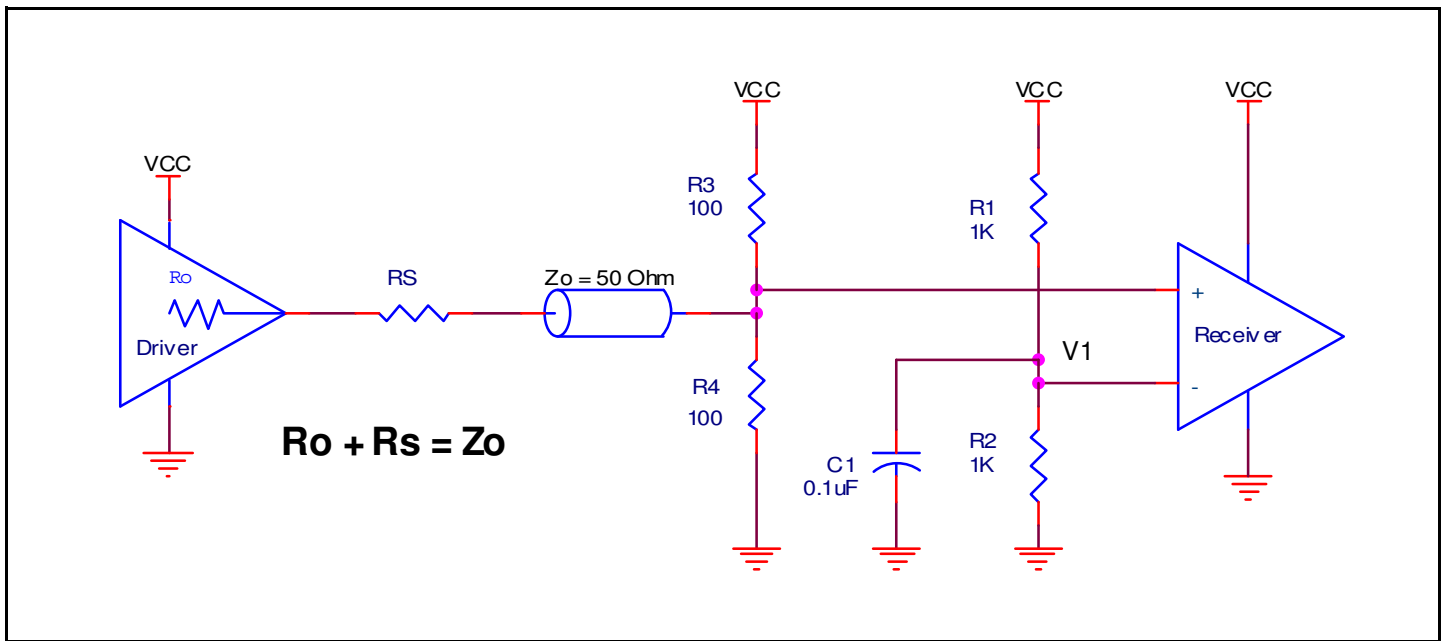 VCC
VCC
VCC
VCC
R3
100
R1
1K
Ro
RS
Zo = 50 Ohm
+
Driver
Receiver
V1
R4
100
-
Ro + Rs = Zo
R2
1K
C1
0.1uF